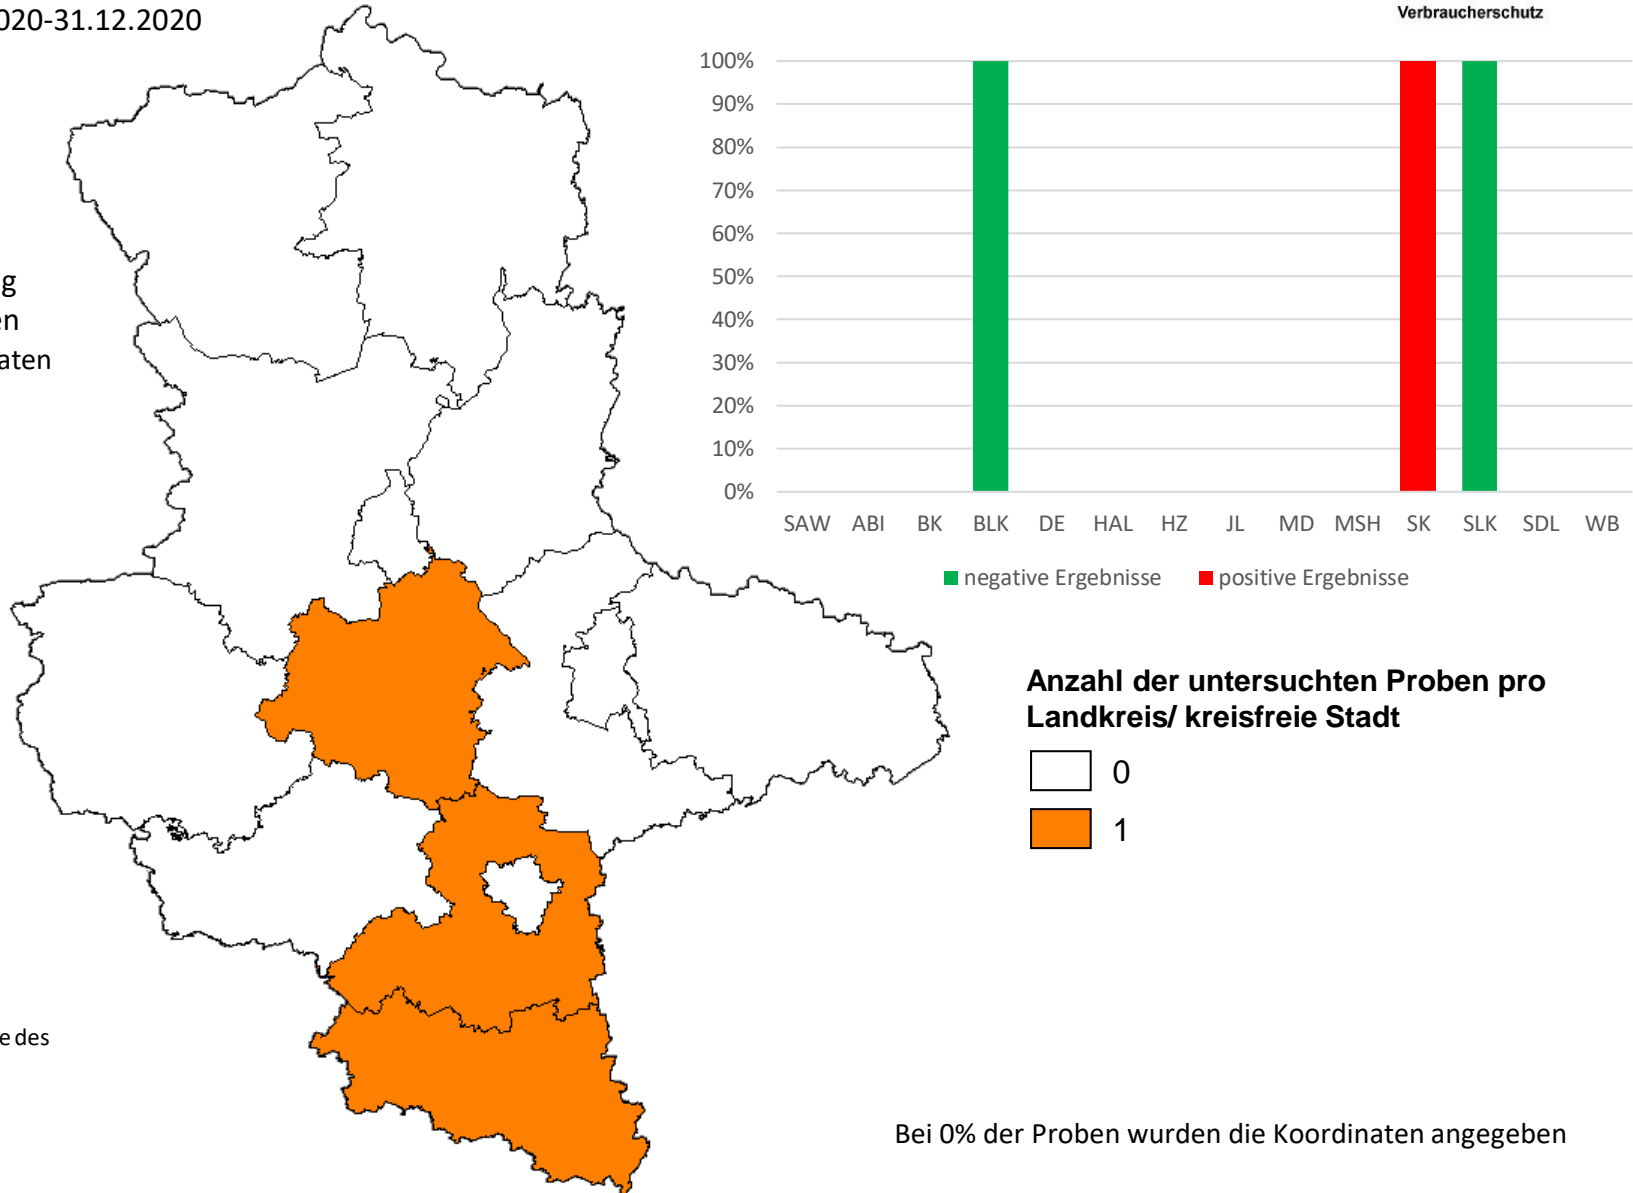 020-31.12.2020
Verbraucherschutz
g
en
aten
100%
90%
80%
70%
60%
50%
40%
30%
20%
10%
0%
SAW ABI BK BLK DE HAL HZ JL MD MSH SK SLK SDL WB
negative Ergebnisse positive Ergebnisse
Anzahl der untersuchten Proben pro
Landkreis/ kreisfreie Stadt
0
1
e des
Bei 0% der Proben wurden die Koordinaten angegeben